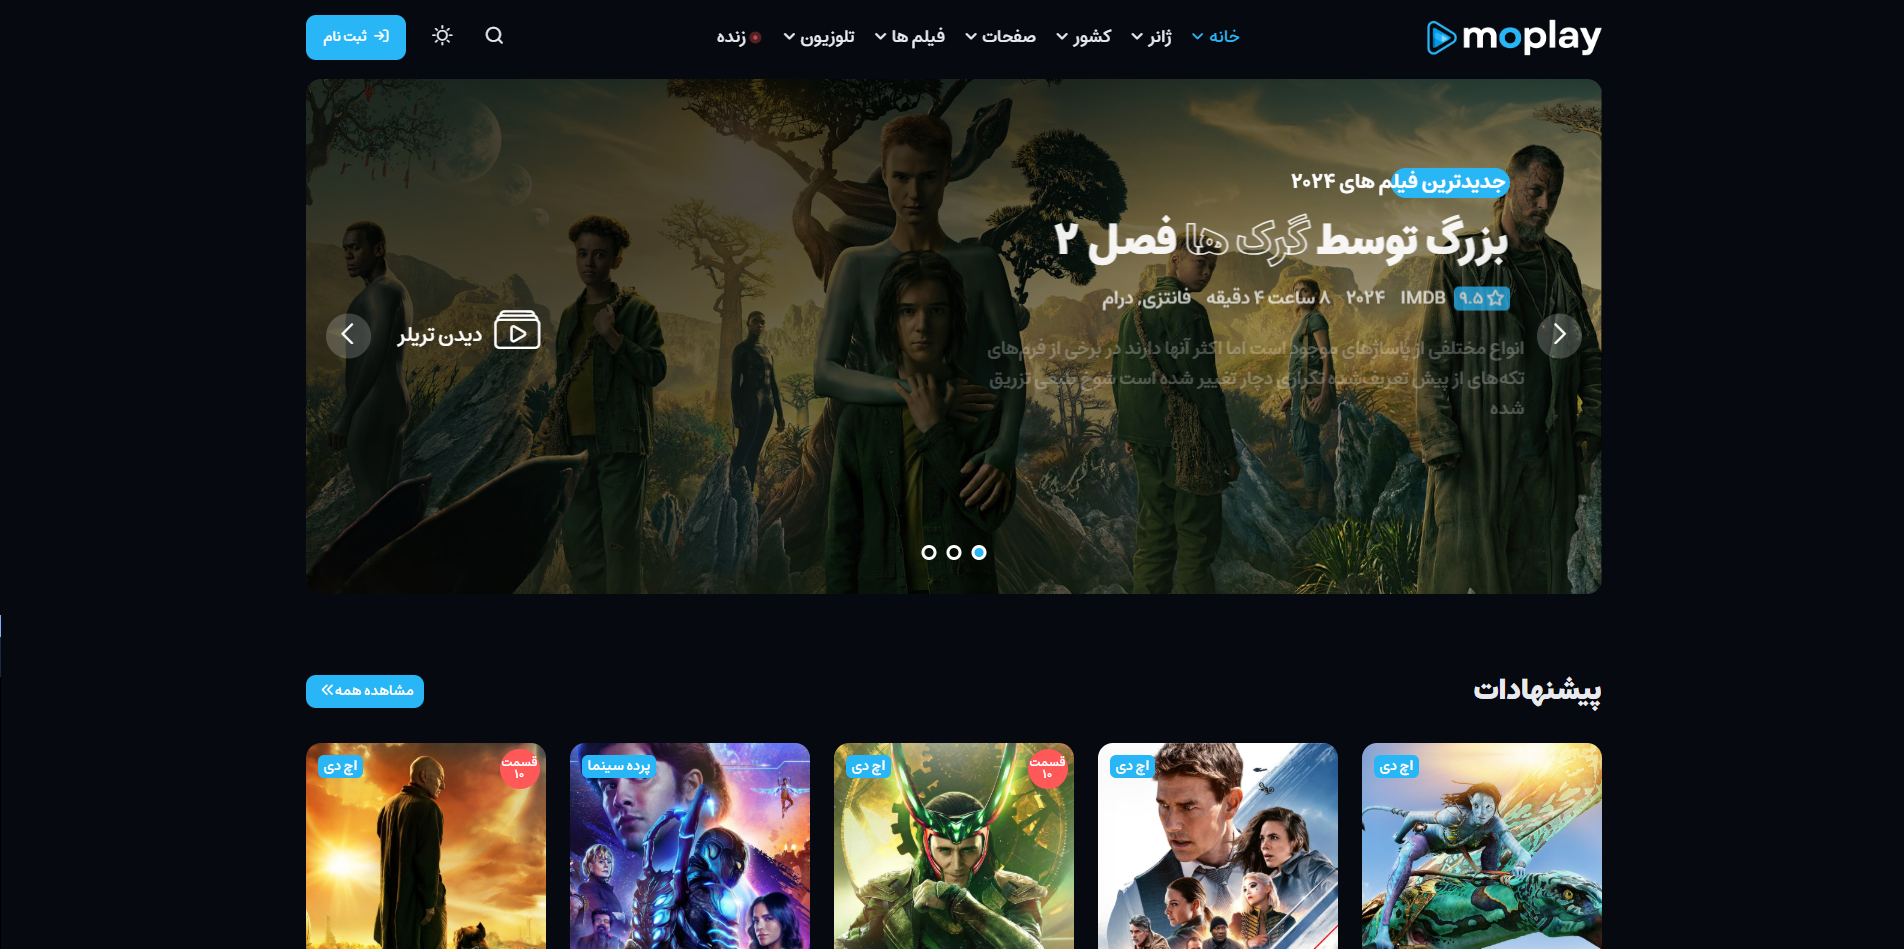 moplay
خانه
ژانر
کشور
صفحات
فیلم ها
تلوزیون
زنده
ثبت نام
جدیدترین فیلم های ۲۰۲۴
بزرگ توسط گرگ ها فصل ۲
۹.۵ IMDB ۲۰۲۴ ۸ ساعت ۴ دقیقه فانتزی, درام
انواع مختلفی از پاساژهای موجود است اما اکثر آنها دارند در برخی از فرم‌های
تکه‌های از پیش تعریف‌شده تکراری دچار تغییر شده است شوخ طبعی تزریق
شده
دیدن تریلر
پیشنهادات
مشاهده همه
اچ دی
اچ دی
اچ دی
قسمت
۱۰
پرده سینما
اچ دی
قسمت
۱۰